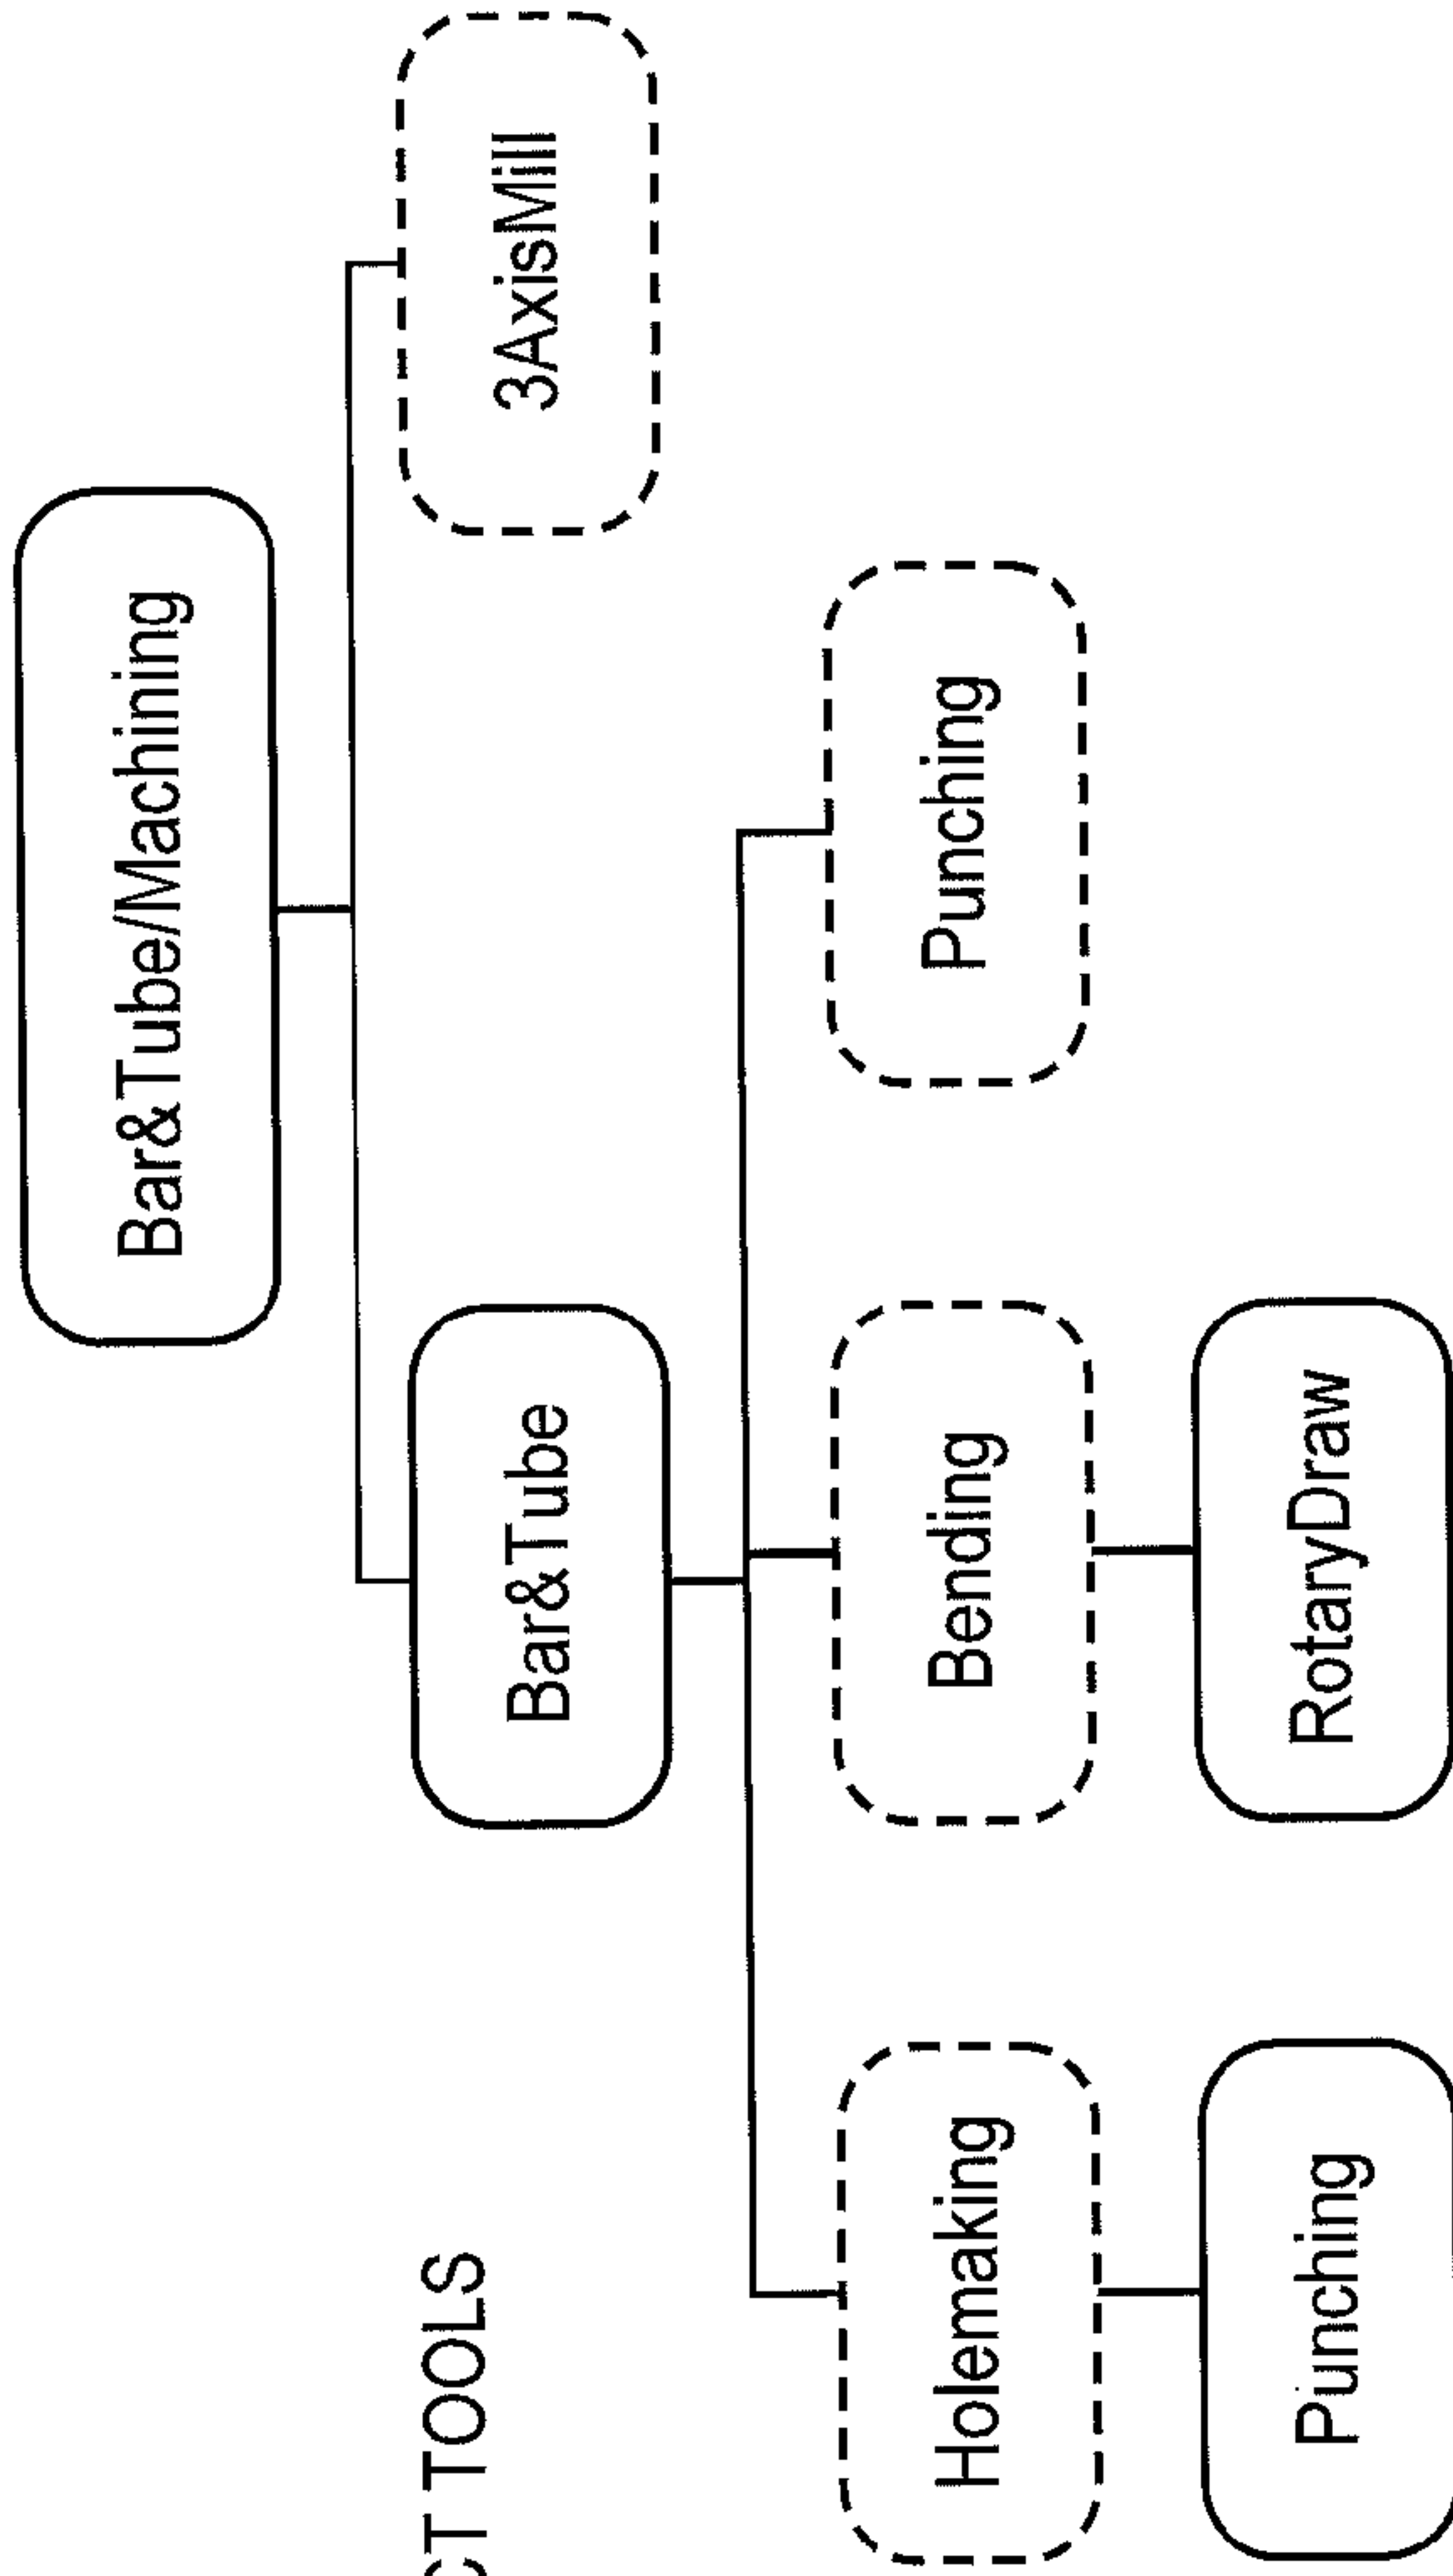 Bar&Tube/Machining
Bar&Tube
3AxisMill
CT TOOLS
Holemaking
Bending
Punching
Punching
RotaryDraw